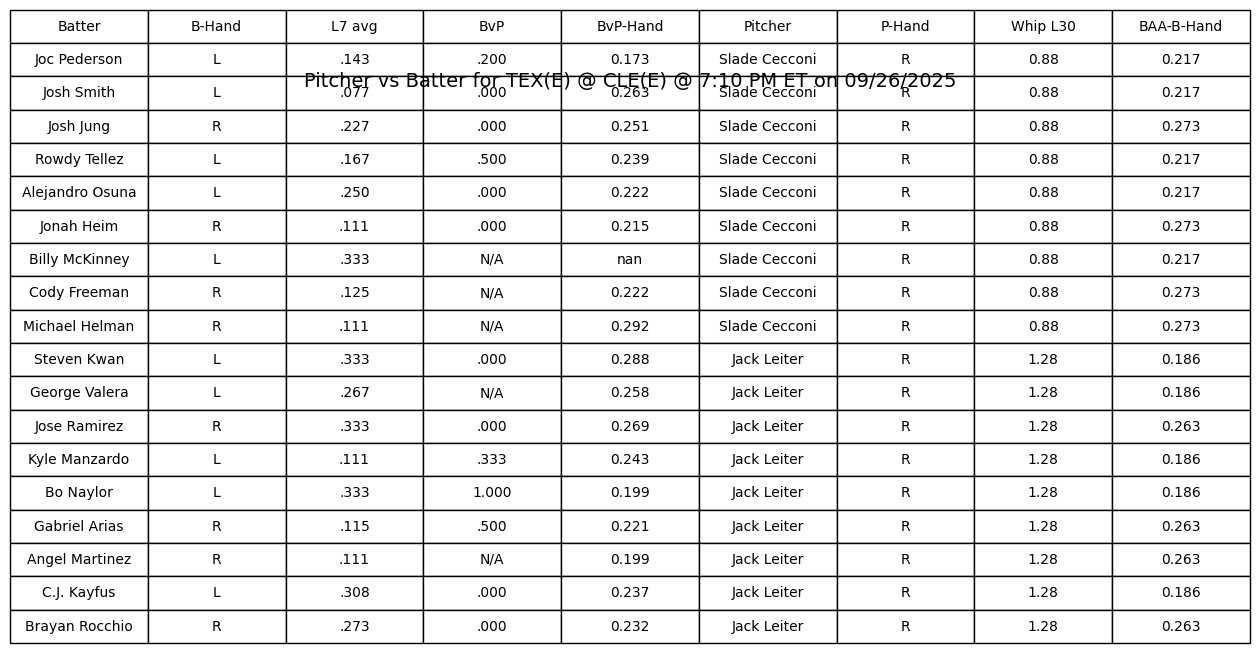 Batter B-Hand L7 avg BvP BvP-Hand Pitcher P-Hand Whip L30 BAA-B-Hand
Joc Pederson L .143 .200 0.173 Slade Cecconi R 0.88 0.217
Pitcher vs Batter for TEX(E) @ CLE(E) @ 7:10 PM ET on 09/26/2025
Josh Smith L .077 .000 0.263 Slade Cecconi R 0.88 0.217
Josh Jung R .227 .000 0.251 Slade Cecconi R 0.88 0.273
Rowdy Tellez L .167 .500 0.239 Slade Cecconi R 0.88 0.217
Alejandro Osuna L .250 .000 0.222 Slade Cecconi R 0.88 0.217
Jonah Heim R .111 .000 0.215 Slade Cecconi R 0.88 0.273
Billy McKinney L .333 N/A nan Slade Cecconi R 0.88 0.217
Cody Freeman R .125 N/A 0.222 Slade Cecconi R 0.88 0.273
Michael Helman R .111 N/A 0.292 Slade Cecconi R 0.88 0.273
Steven Kwan L .333 .000 0.288 Jack Leiter R 1.28 0.186
George Valera L .267 N/A 0.258 Jack Leiter R 1.28 0.186
Jose Ramirez R .333 .000 0.269 Jack Leiter R 1.28 0.263
Kyle Manzardo L .111 .333 0.243 Jack Leiter R 1.28 0.186
Bo Naylor L .333 1.000 0.199 Jack Leiter R 1.28 0.186
Gabriel Arias R .115 .500 0.221 Jack Leiter R 1.28 0.263
Angel Martinez R .111 N/A 0.199 Jack Leiter R 1.28 0.263
C.J. Kayfus L .308 .000 0.237 Jack Leiter R 1.28 0.186
Brayan Rocchio R .273 .000 0.232 Jack Leiter R 1.28 0.263